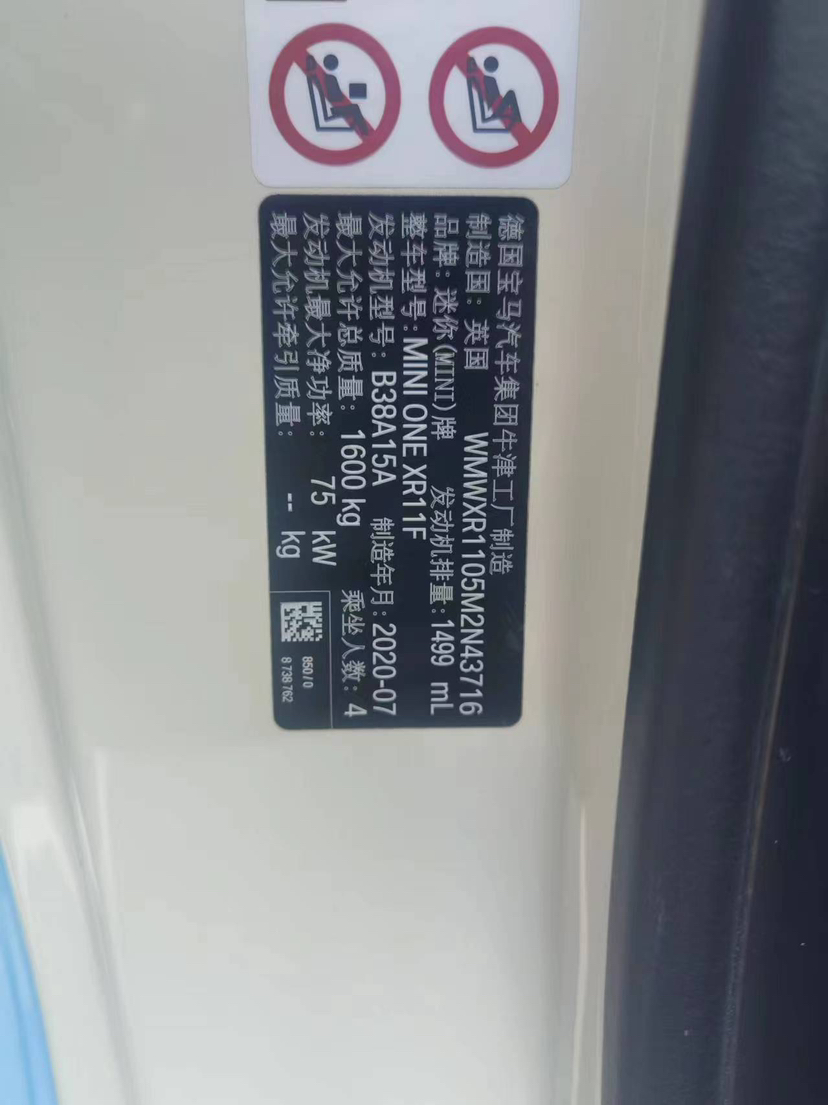 德国宝马汽车集团牛津工厂制造
制造国：英国 WMWXR1105M2N43716
品牌：迷你(MINI)牌 发动机排量：1499 mL
整车型号：MINI ONE XR11F
发动机型号：B38A15A 制造年月：2020-07
最大允许总质量：1600 kg 乘坐人数：4
发动机最大净功率：75 kW
最大允许牵引质量：-- kg
850/0
8 738 762